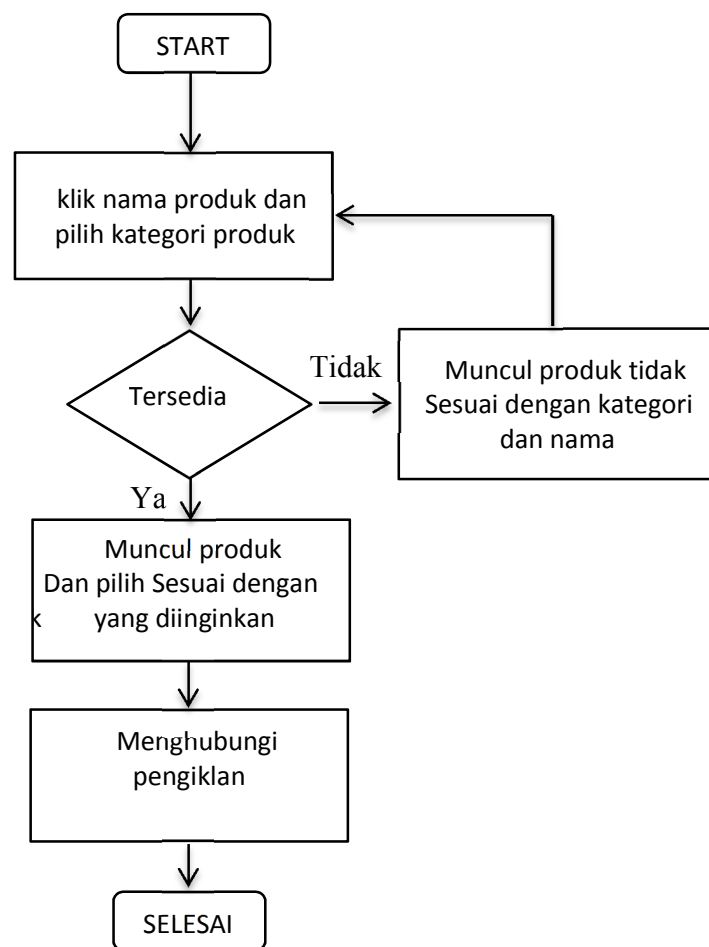 START
klik nama produk dan
pilih kategori produk
Tersedia
Tidak
Muncul produk tidak
Sesuai dengan kategori
dan nama
Ya
Muncul produk
Dan pilih Sesuai dengan
k yang diinginkan
Menghubungi
pengiklan
SELESAI